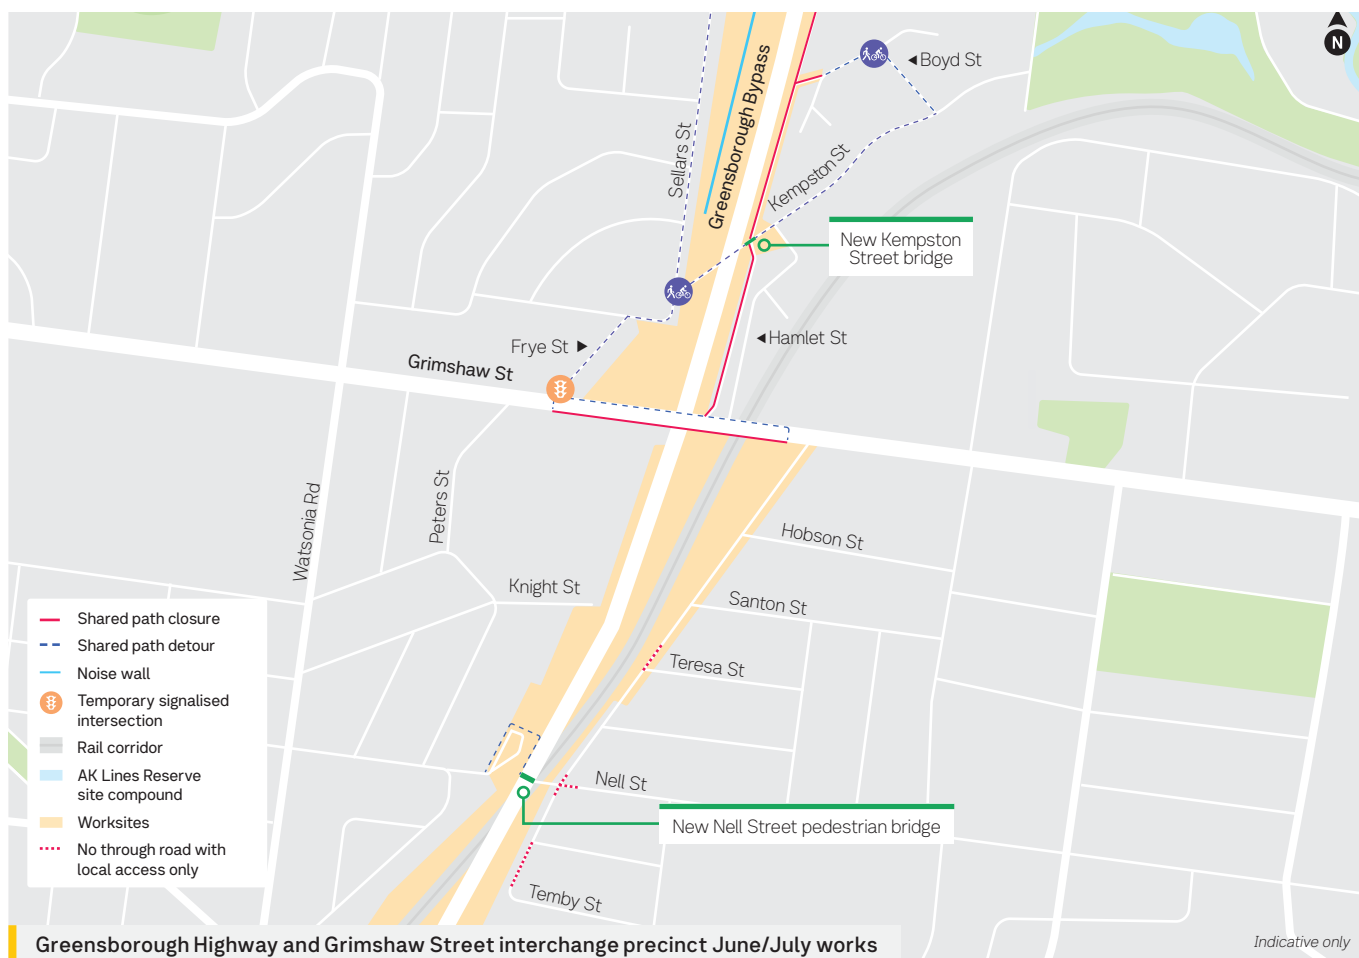 N
◄ Boyd St
Greensborough Bypass
Sellars St
Kempston St
New Kempston
Street bridge
Frye St ►
◄ Hamlet St
Grimshaw St
Peters St
Watsonia Rd
Hobson St
Knight St
Santon St
Teresa St
Nell St
New Nell Street pedestrian bridge
Temby St
Shared path closure
Shared path detour
Noise wall
Temporary signalised
intersection
Rail corridor
AK Lines Reserve
site compound
Worksites
No through road with
local access only
Greensborough Highway and Grimshaw Street interchange precinct June/July works
Indicative only